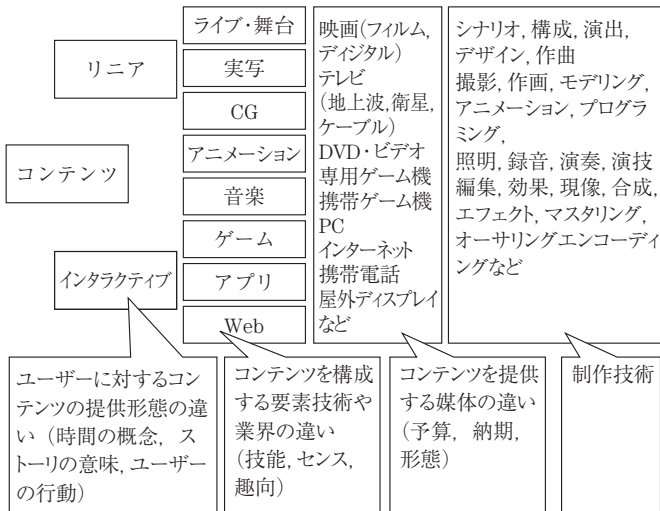 リニア
コンテンツ
インタラクティブ
ライブ・舞台
実写
CG
アニメーション
音楽
ゲーム
アプリ
Web
映画(フィルム,
ディジタル)
テレビ
(地上波,衛星,
ケーブル)
DVD・ビデオ
専用ゲーム機
携帯ゲーム機
PC
インターネット
携帯電話
屋外ディスプレイ
など
シナリオ, 構成, 演出,
デザイン, 作曲
撮影, 作画, モデリング,
アニメーション, プログラ
ミング,
照明, 録音, 演奏, 演技
編集, 効果, 現像, 合成,
エフェクト, マスタリング,
オーサリングエンコーディ
ングなど
ユーザーに対するコン
テンツの提供形態の違
い(時間の概念, ス
トーリの意味, ユーザー
の行動)
コンテンツを構成
する要素技術や
業界の違い
(技能, センス,
趣向)
コンテンツを提供
する媒体の違い
(予算, 納期,
形態)
制作技術